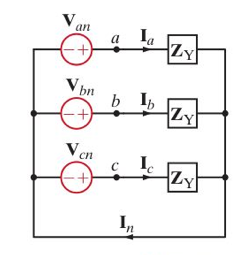 Van
− + a Ia ZY
Vbn
− + b Ib ZY
Vcn
− + c Ic ZY
In